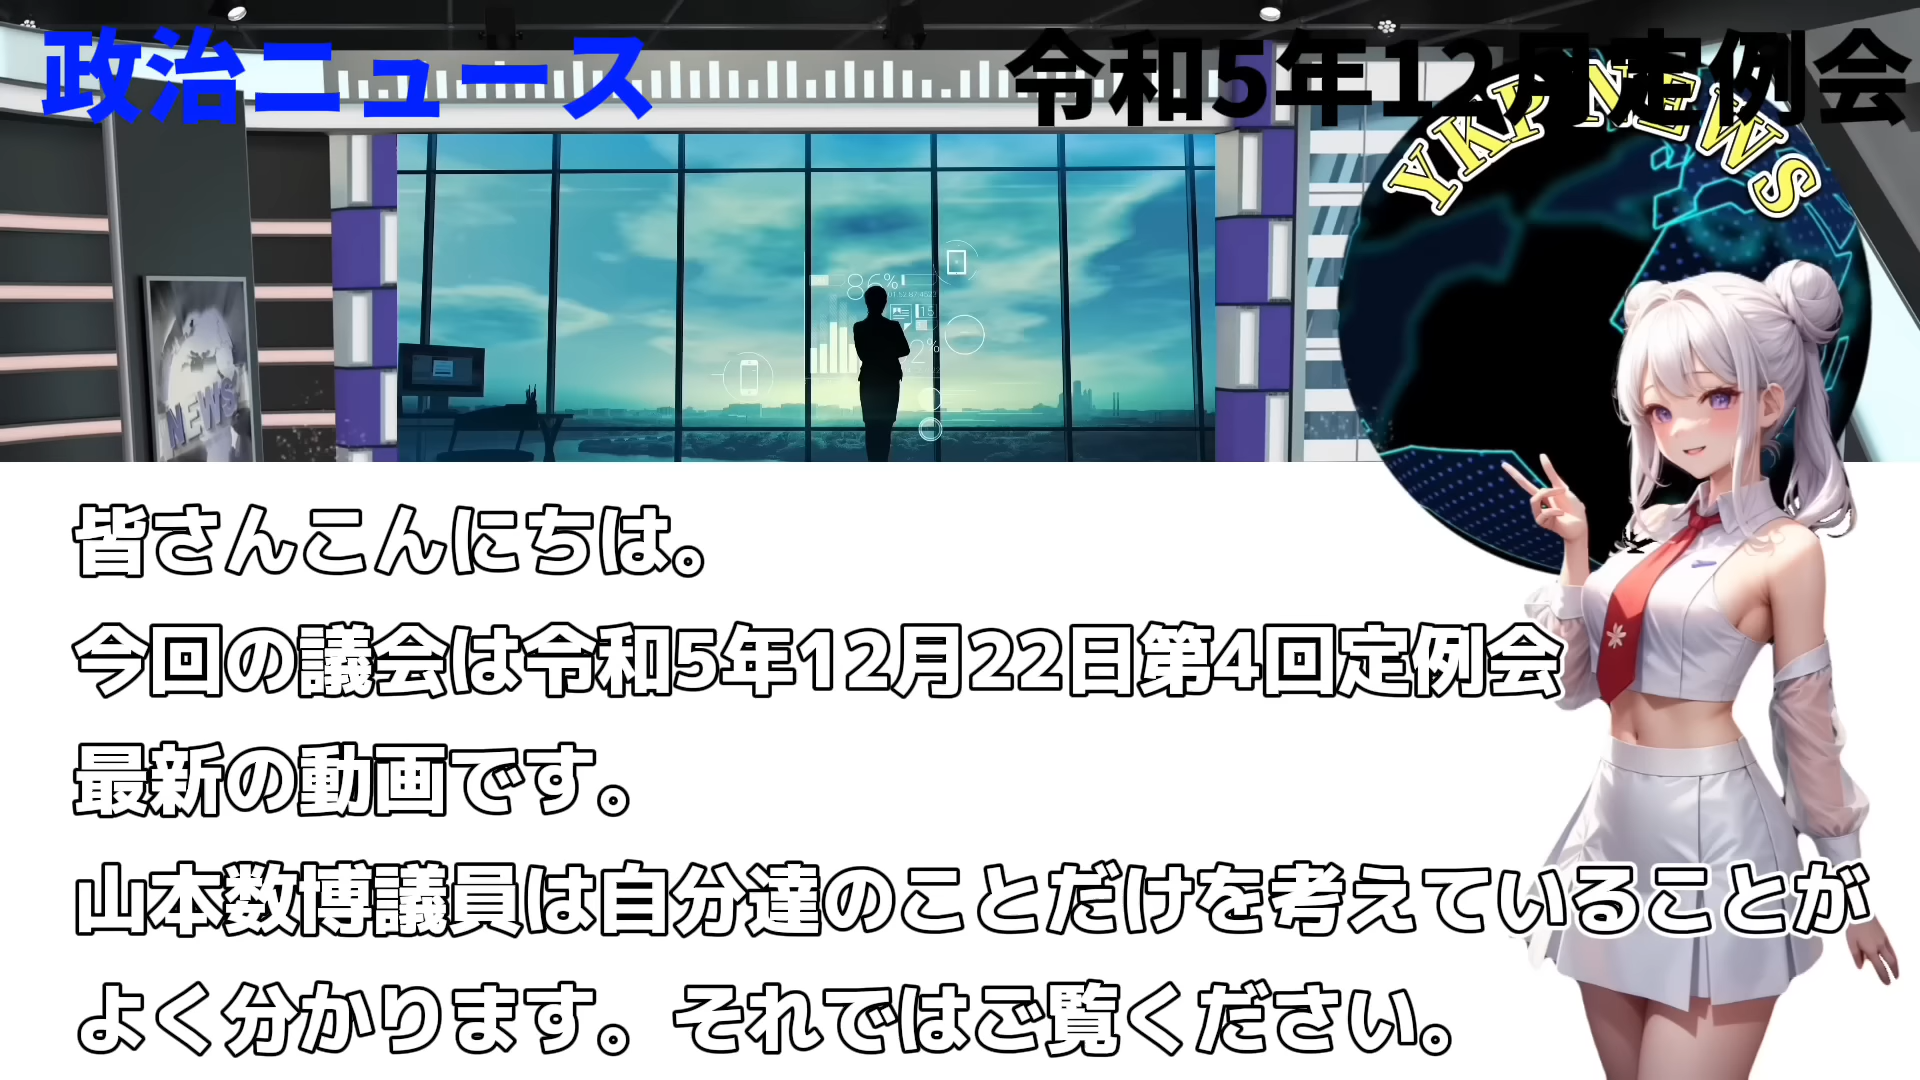 政治ニュース
令和5年12月定例会
YKPNEWS
86%
NEWS
皆さんこんにちは。
今回の議会は令和5年12月22日第4回定例会
最新の動画です。
山本数博議員は自分達のことだけを考えていることが
よく分かります。それではご覧ください。